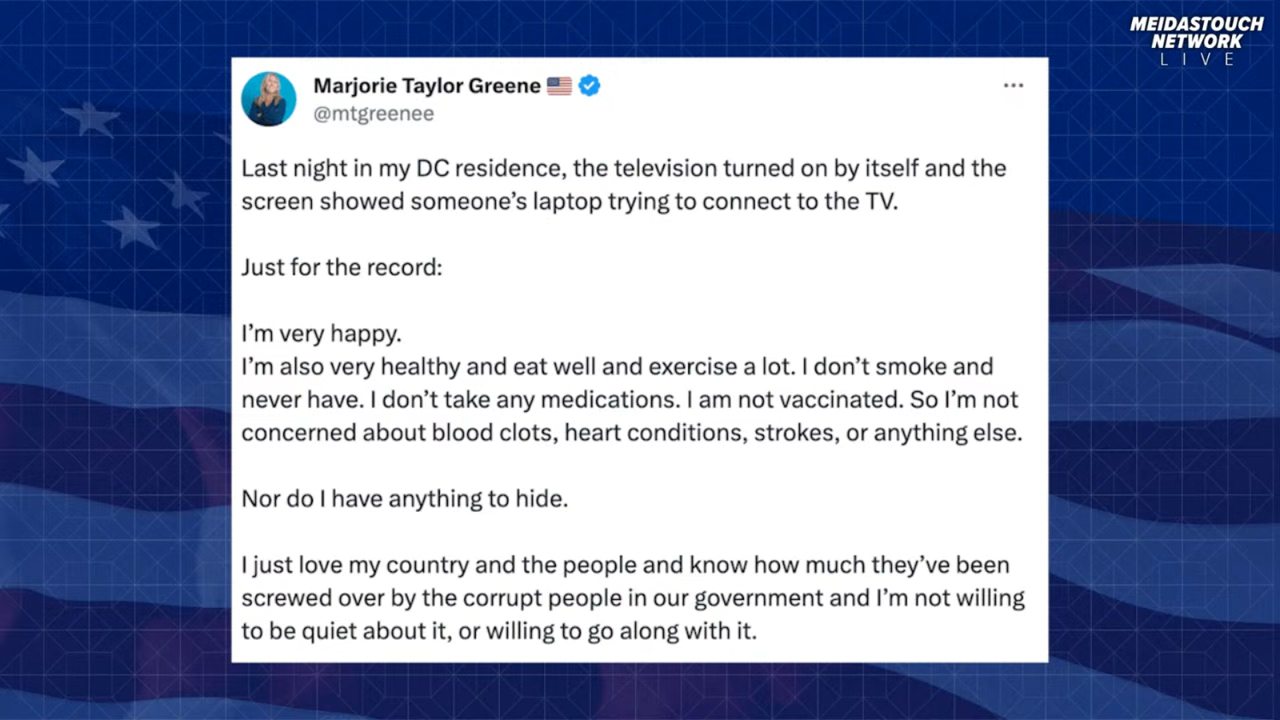 MEIDASTOUCH
NETWORK
LIVE
Marjorie Taylor Greene 🇺🇸
@mtgreenee
Last night in my DC residence, the television turned on by itself and the
screen showed someone’s laptop trying to connect to the TV.
Just for the record:
I’m very happy.
I’m also very healthy and eat well and exercise a lot. I don’t smoke and
never have. I don’t take any medications. I am not vaccinated. So I’m not
concerned about blood clots, heart conditions, strokes, or anything else.
Nor do I have anything to hide.
I just love my country and the people and know how much they’ve been
screwed over by the corrupt people in our government and I’m not willing
to be quiet about it, or willing to go along with it.